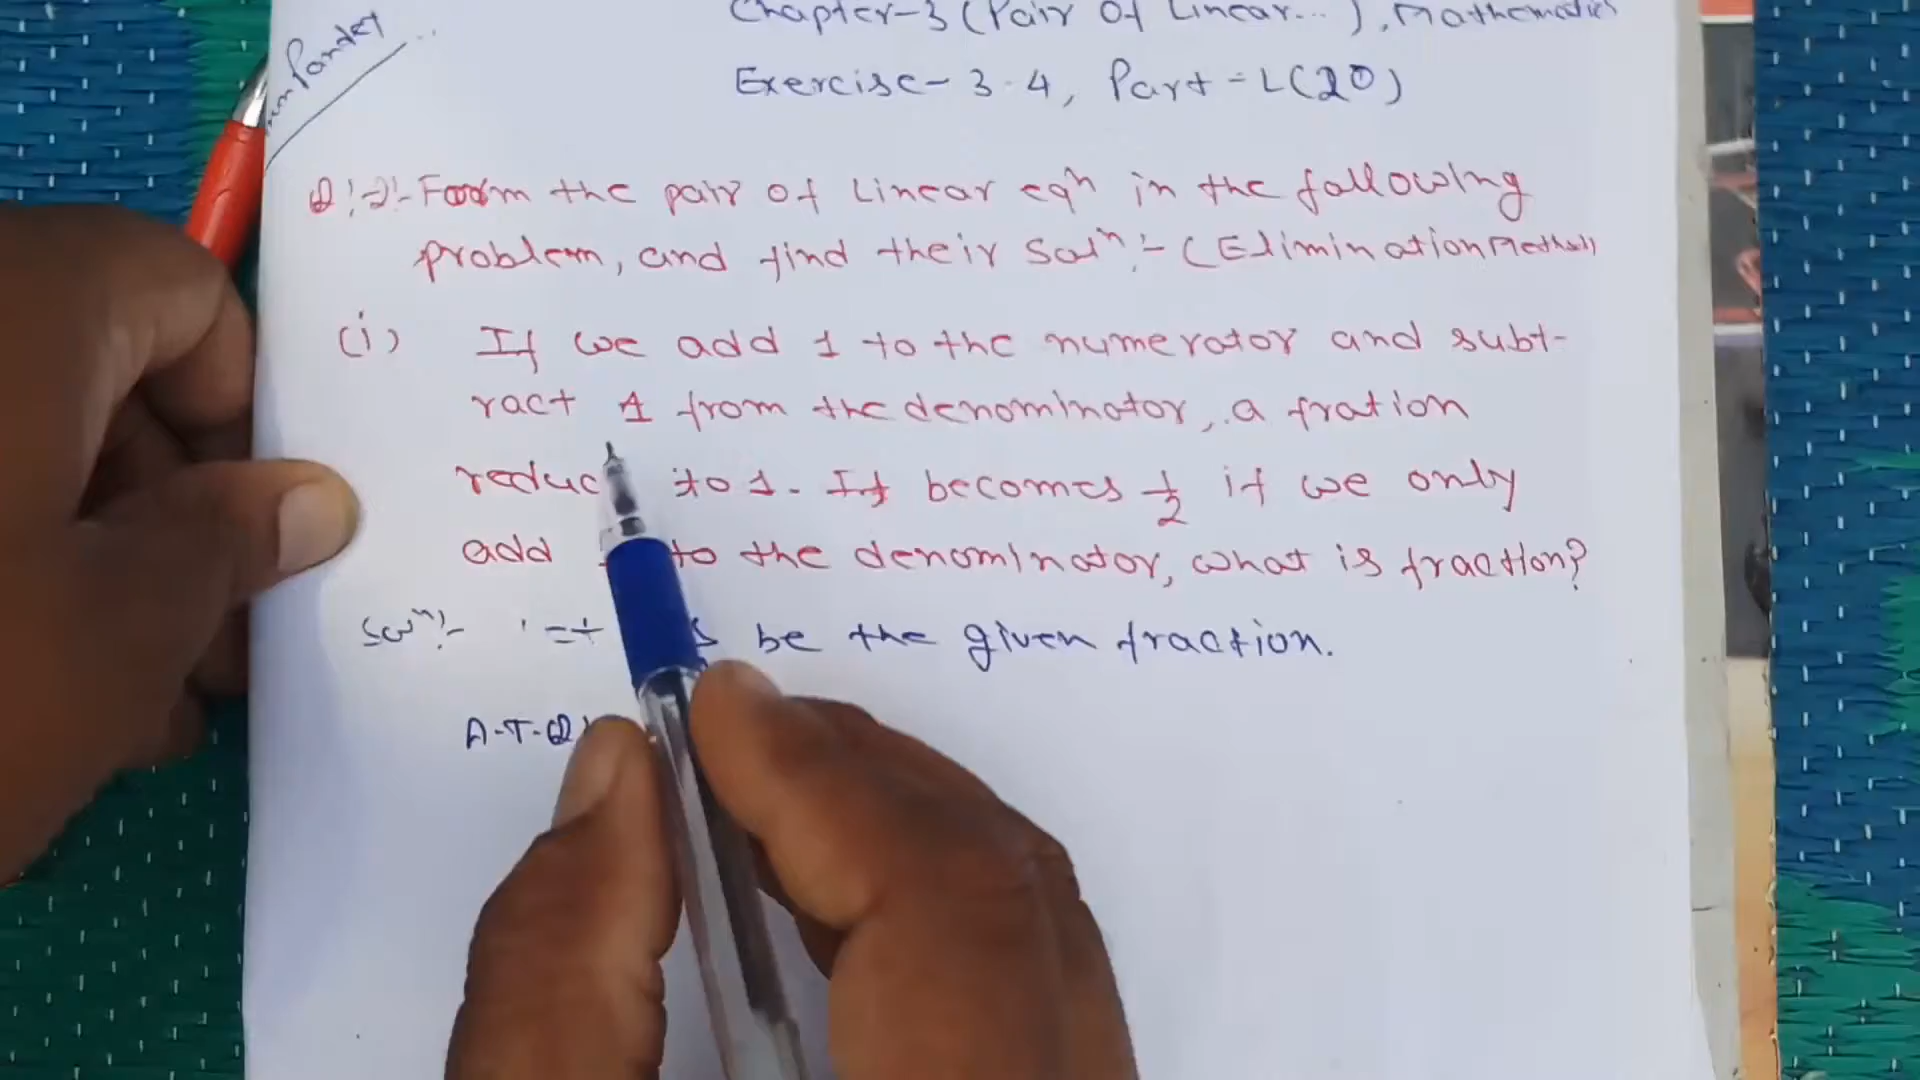 Pandey
Chapter-3 (Pair Of Linear...), Mathematics
Exercise- 3.4, Part - L(20)
Q!-2!- Form the pair of Linear eqn in the following
problem, and find their Soln:- (Elimination Method)
(i) If we add 1 to the numerator and subt-
ract 1 from the denominator, a fration
reduc to 1. It becomes 1/2 if we only
add to the denominator, what is fraction?
Soln:- be the given fraction.
A-T-Q